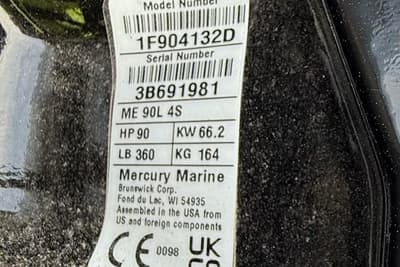 Model Number
1F904132D
Serial Number
3B691981
ME 90L 4S
HP 90 KW 66.2
LB 360 KG 164
Mercury Marine
Brunswick Corp.
Fond du Lac, WI 54935
Assembled in the USA from
US and foreign components
CE 0098 UK
CA